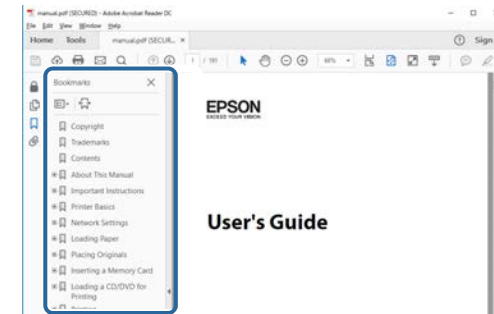 manual.pdf (SECURED) - Adobe Acrobat Reader DC
File Edit View Window Help
Home Tools manual.pdf (SECUR... ×
Sign
1 / 191
Bookmarks
Copyright
Trademarks
Contents
About This Manual
Important Instructions
Printer Basics
Network Settings
Loading Paper
Placing Originals
Inserting a Memory Card
Loading a CD/DVD for
Printing
EPSON
EXCEED YOUR VISION
User's Guide